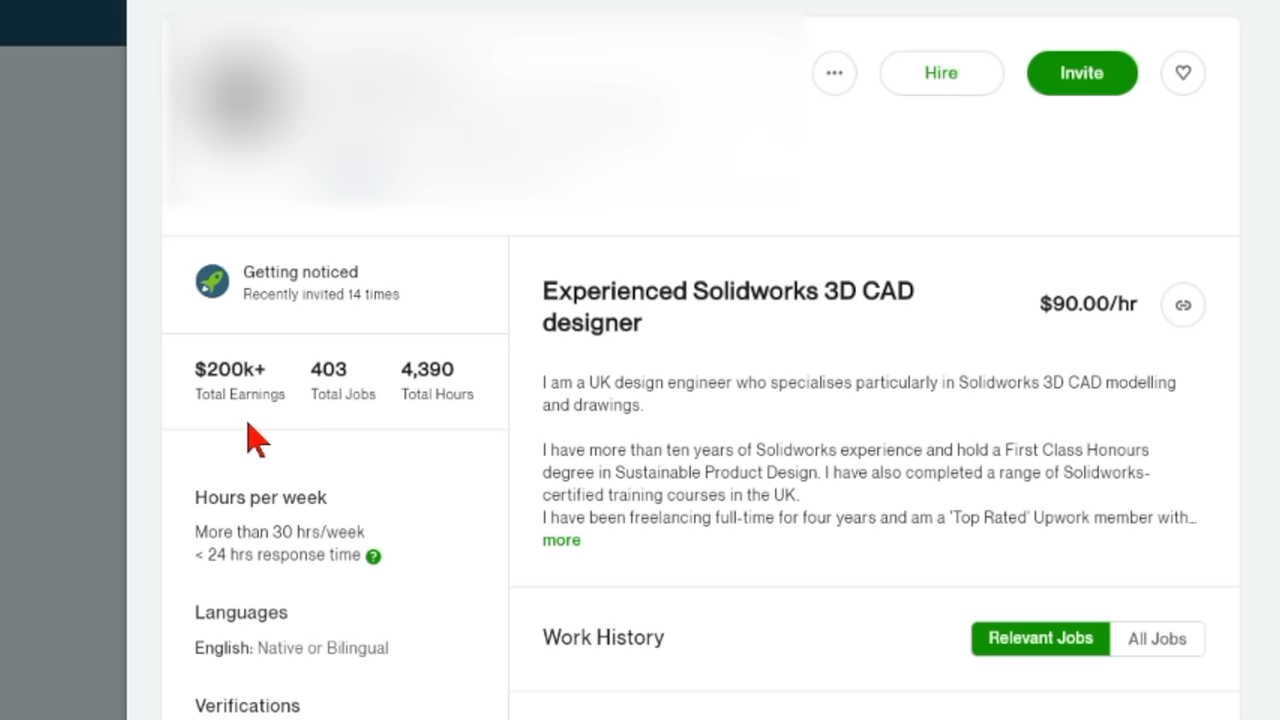 Hire
Invite
Getting noticed
Recently invited 14 times
$200k+
403
4,390
Total Earnings
Total Jobs
Total Hours
Hours per week
More than 30 hrs/week
< 24 hrs response time ?
Languages
English: Native or Bilingual
Verifications
Experienced Solidworks 3D CAD
designer
$90.00/hr
I am a UK design engineer who specialises particularly in Solidworks 3D CAD modelling
and drawings.
I have more than ten years of Solidworks experience and hold a First Class Honours
degree in Sustainable Product Design. I have also completed a range of Solidworks-
certified training courses in the UK.
I have been freelancing full-time for four years and am a 'Top Rated' Upwork member with...
more
Work History
Relevant Jobs
All Jobs